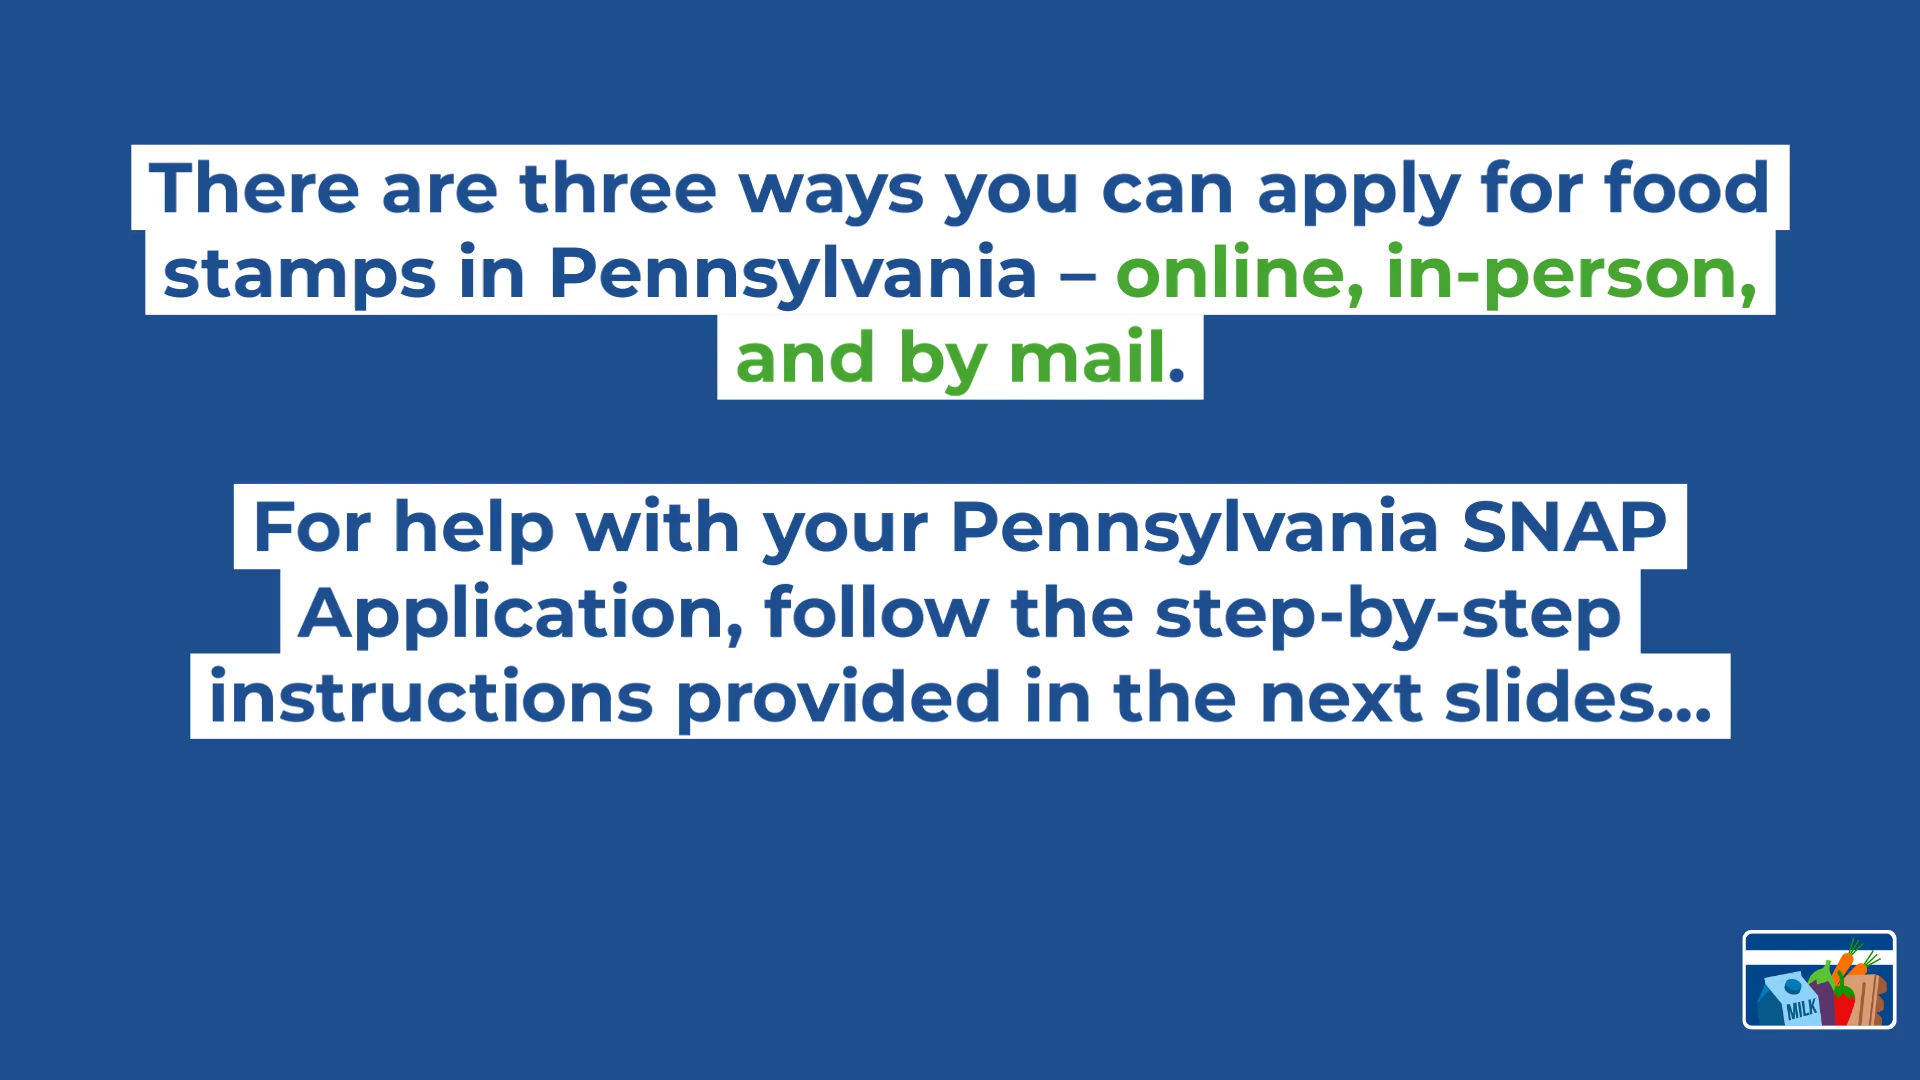 There are three ways you can apply for food
stamps in Pennsylvania – online, in-person,
and by mail.
For help with your Pennsylvania SNAP
Application, follow the step-by-step
instructions provided in the next slides...
MILK